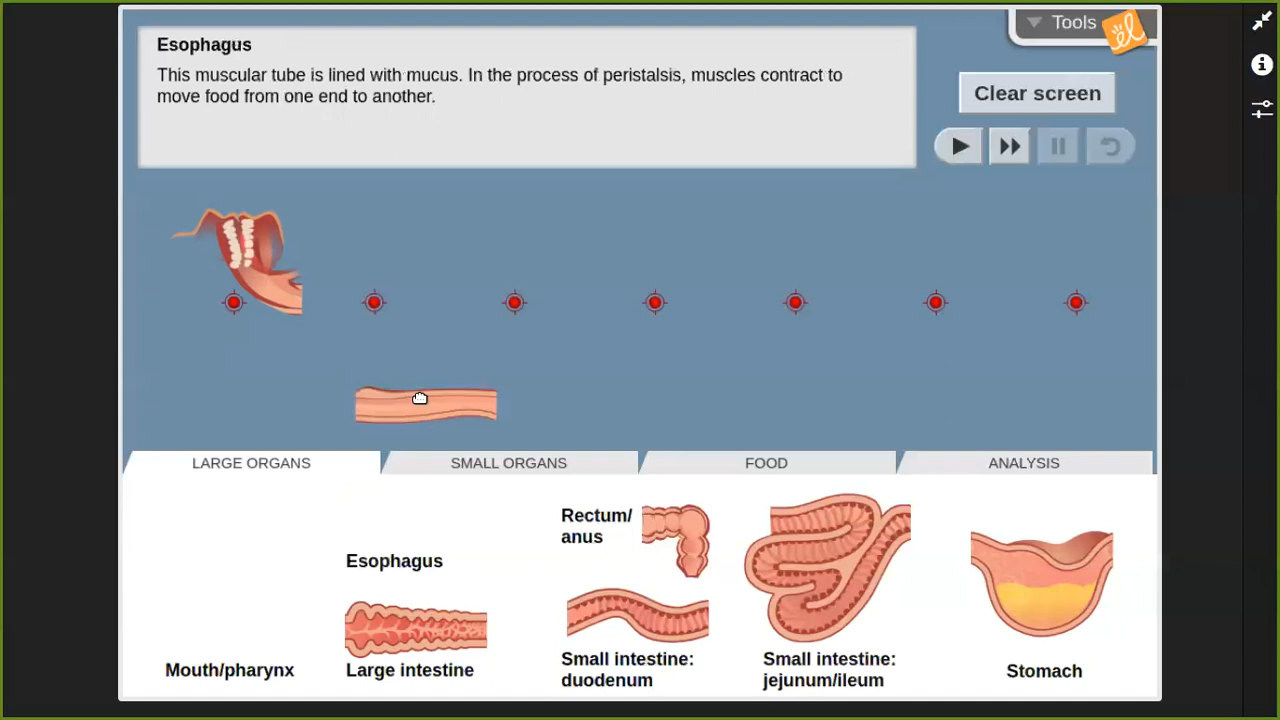 Esophagus
This muscular tube is lined with mucus. In the process of peristalsis, muscles contract to
move food from one end to another.
Tools
el
Clear screen
LARGE ORGANS
SMALL ORGANS
FOOD
ANALYSIS
Mouth/pharynx
Esophagus
Large intestine
Rectum/
anus
Small intestine:
duodenum
Small intestine:
jejunum/ileum
Stomach